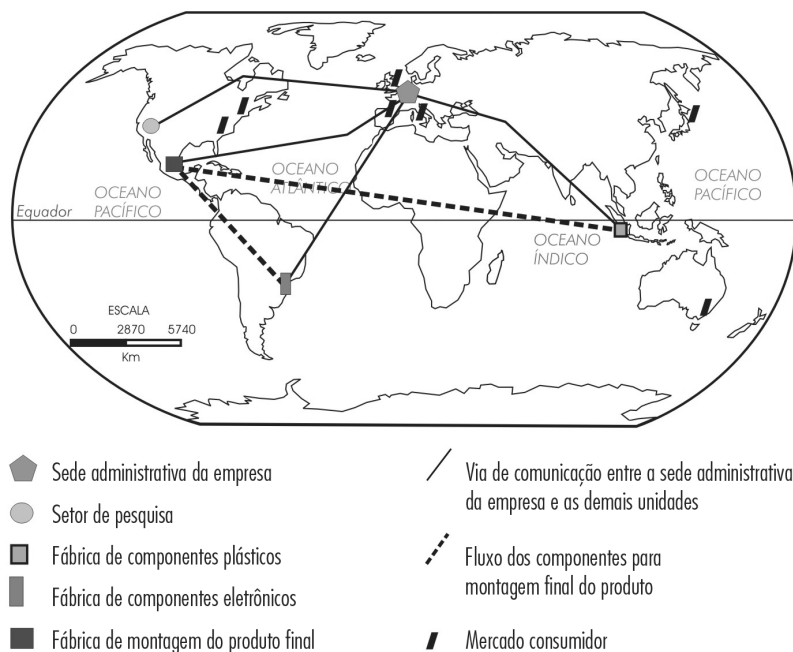 OCEANO
ATLÂNTICO
OCEANO
PACÍFICO
OCEANO
PACÍFICO
Equador
OCEANO
ÍNDICO
ESCALA
0 2870 5740
Km
Sede administrativa da empresa
Setor de pesquisa
Fábrica de componentes plásticos
Fábrica de componentes eletrônicos
Fábrica de montagem do produto final
Via de comunicação entre a sede administrativa
da empresa e as demais unidades
Fluxo dos componentes para
montagem final do produto
Mercado consumidor